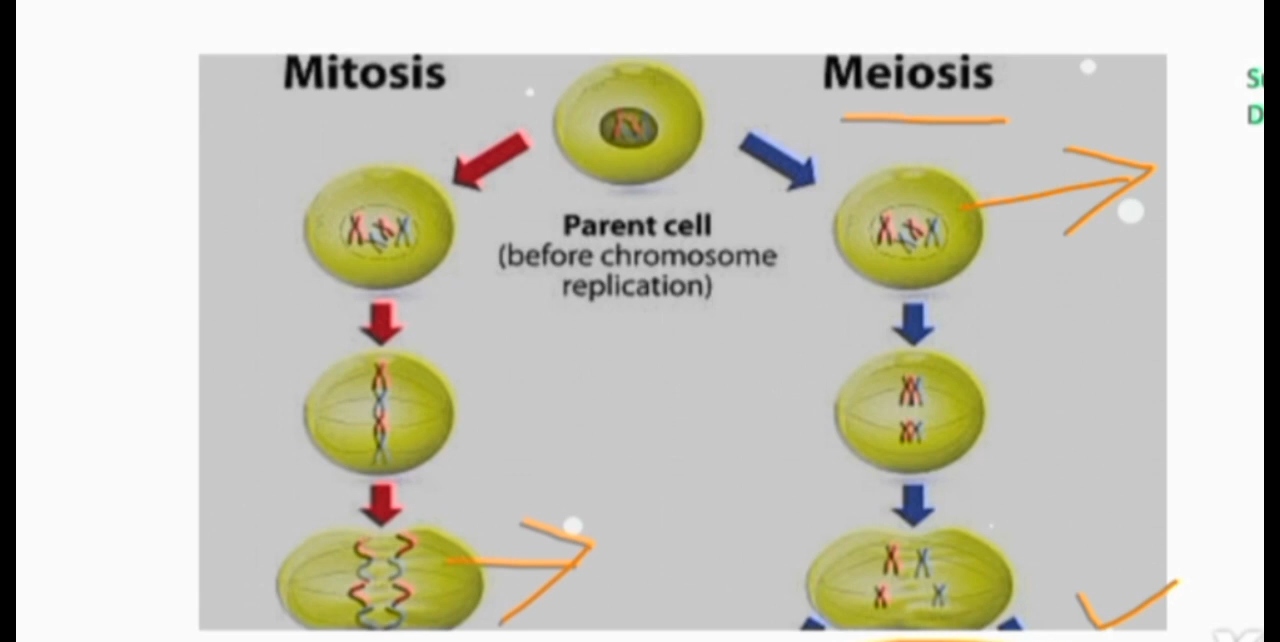 Mitosis
Meiosis
Parent cell
(before chromosome
replication)